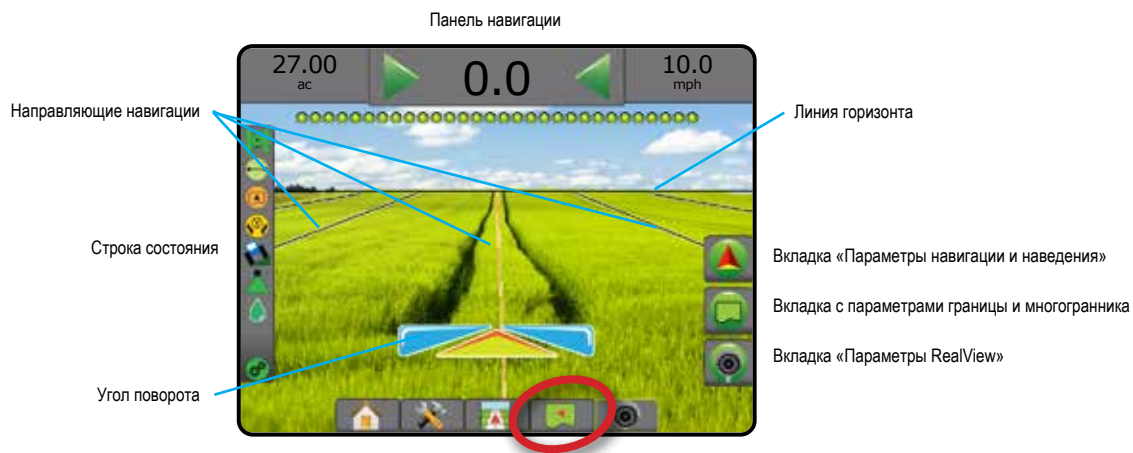 Панель навигации
27.00
ac
0.0
10.0
mph
Направляющие навигации
Линия горизонта
Строка состояния
Вкладка «Параметры навигации и наведения»
Вкладка с параметрами границы и многогранника
Вкладка «Параметры RealView»
Угол поворота